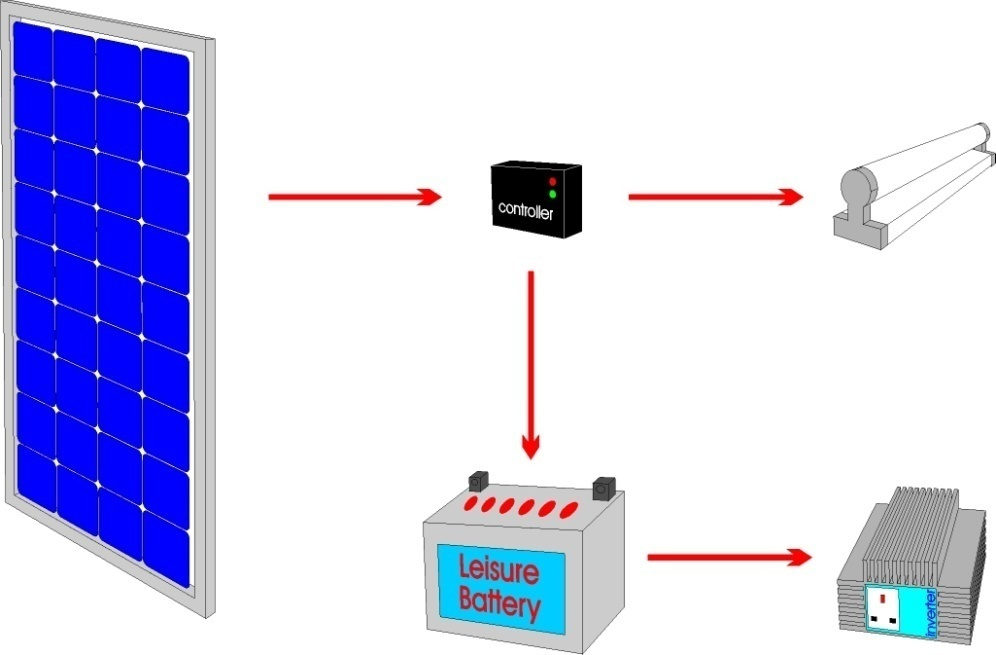 controller
Leisure
Battery
inverter